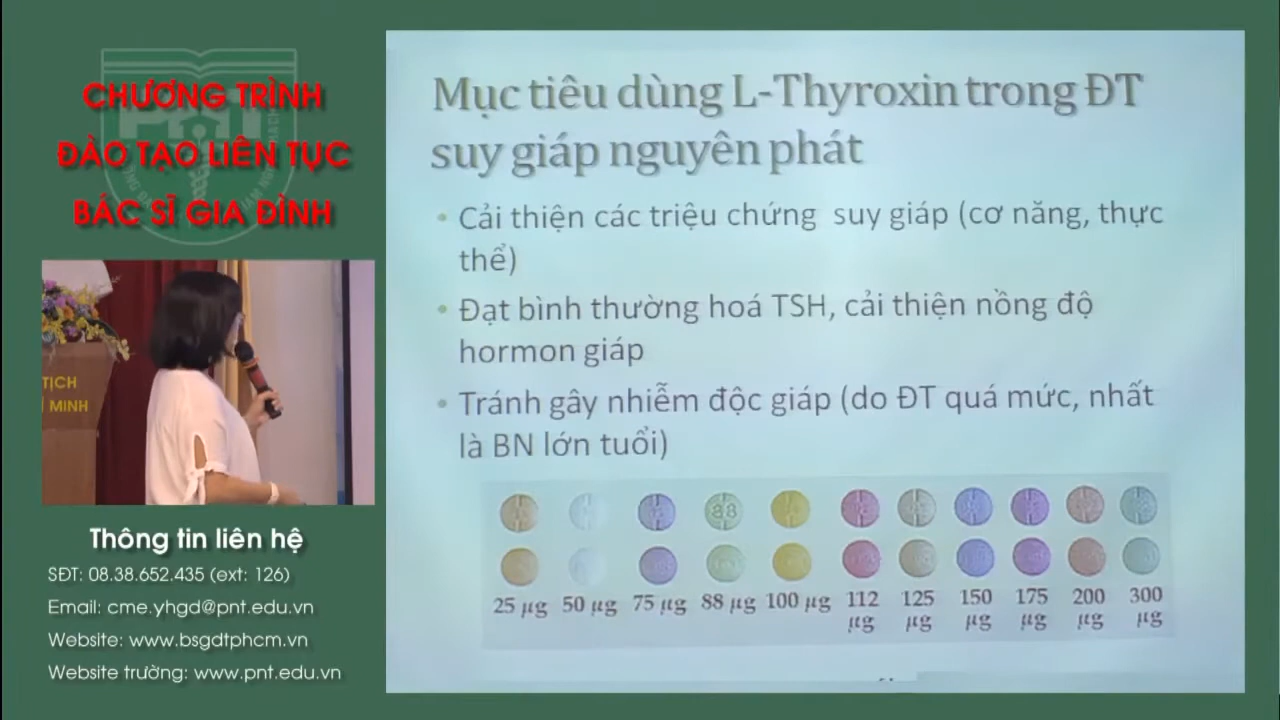 CHƯƠNG TRÌNH
ĐÀO TẠO LIÊN TỤC
BÁC SĨ GIA ĐÌNH
PNT
TỊCH
MINH
Thông tin liên hệ
SĐT: 08.38.652.435 (ext: 126)
Email: cme.yhgd@pnt.edu.vn
Website: www.bsgdtphcm.vn
Website trường: www.pnt.edu.vn
Mục tiêu dùng L-Thyroxin trong ĐT
suy giáp nguyên phát
• Cải thiện các triệu chứng suy giáp (cơ năng, thực
thể)
• Đạt bình thường hoá TSH, cải thiện nồng độ
hormon giáp
• Tránh gây nhiễm độc giáp (do ĐT quá mức, nhất
là BN lớn tuổi)
88
25 µg 50 µg 75 µg 88 µg 100 µg 112 µg 125 µg 150 µg 175 µg 200 µg 300 µg